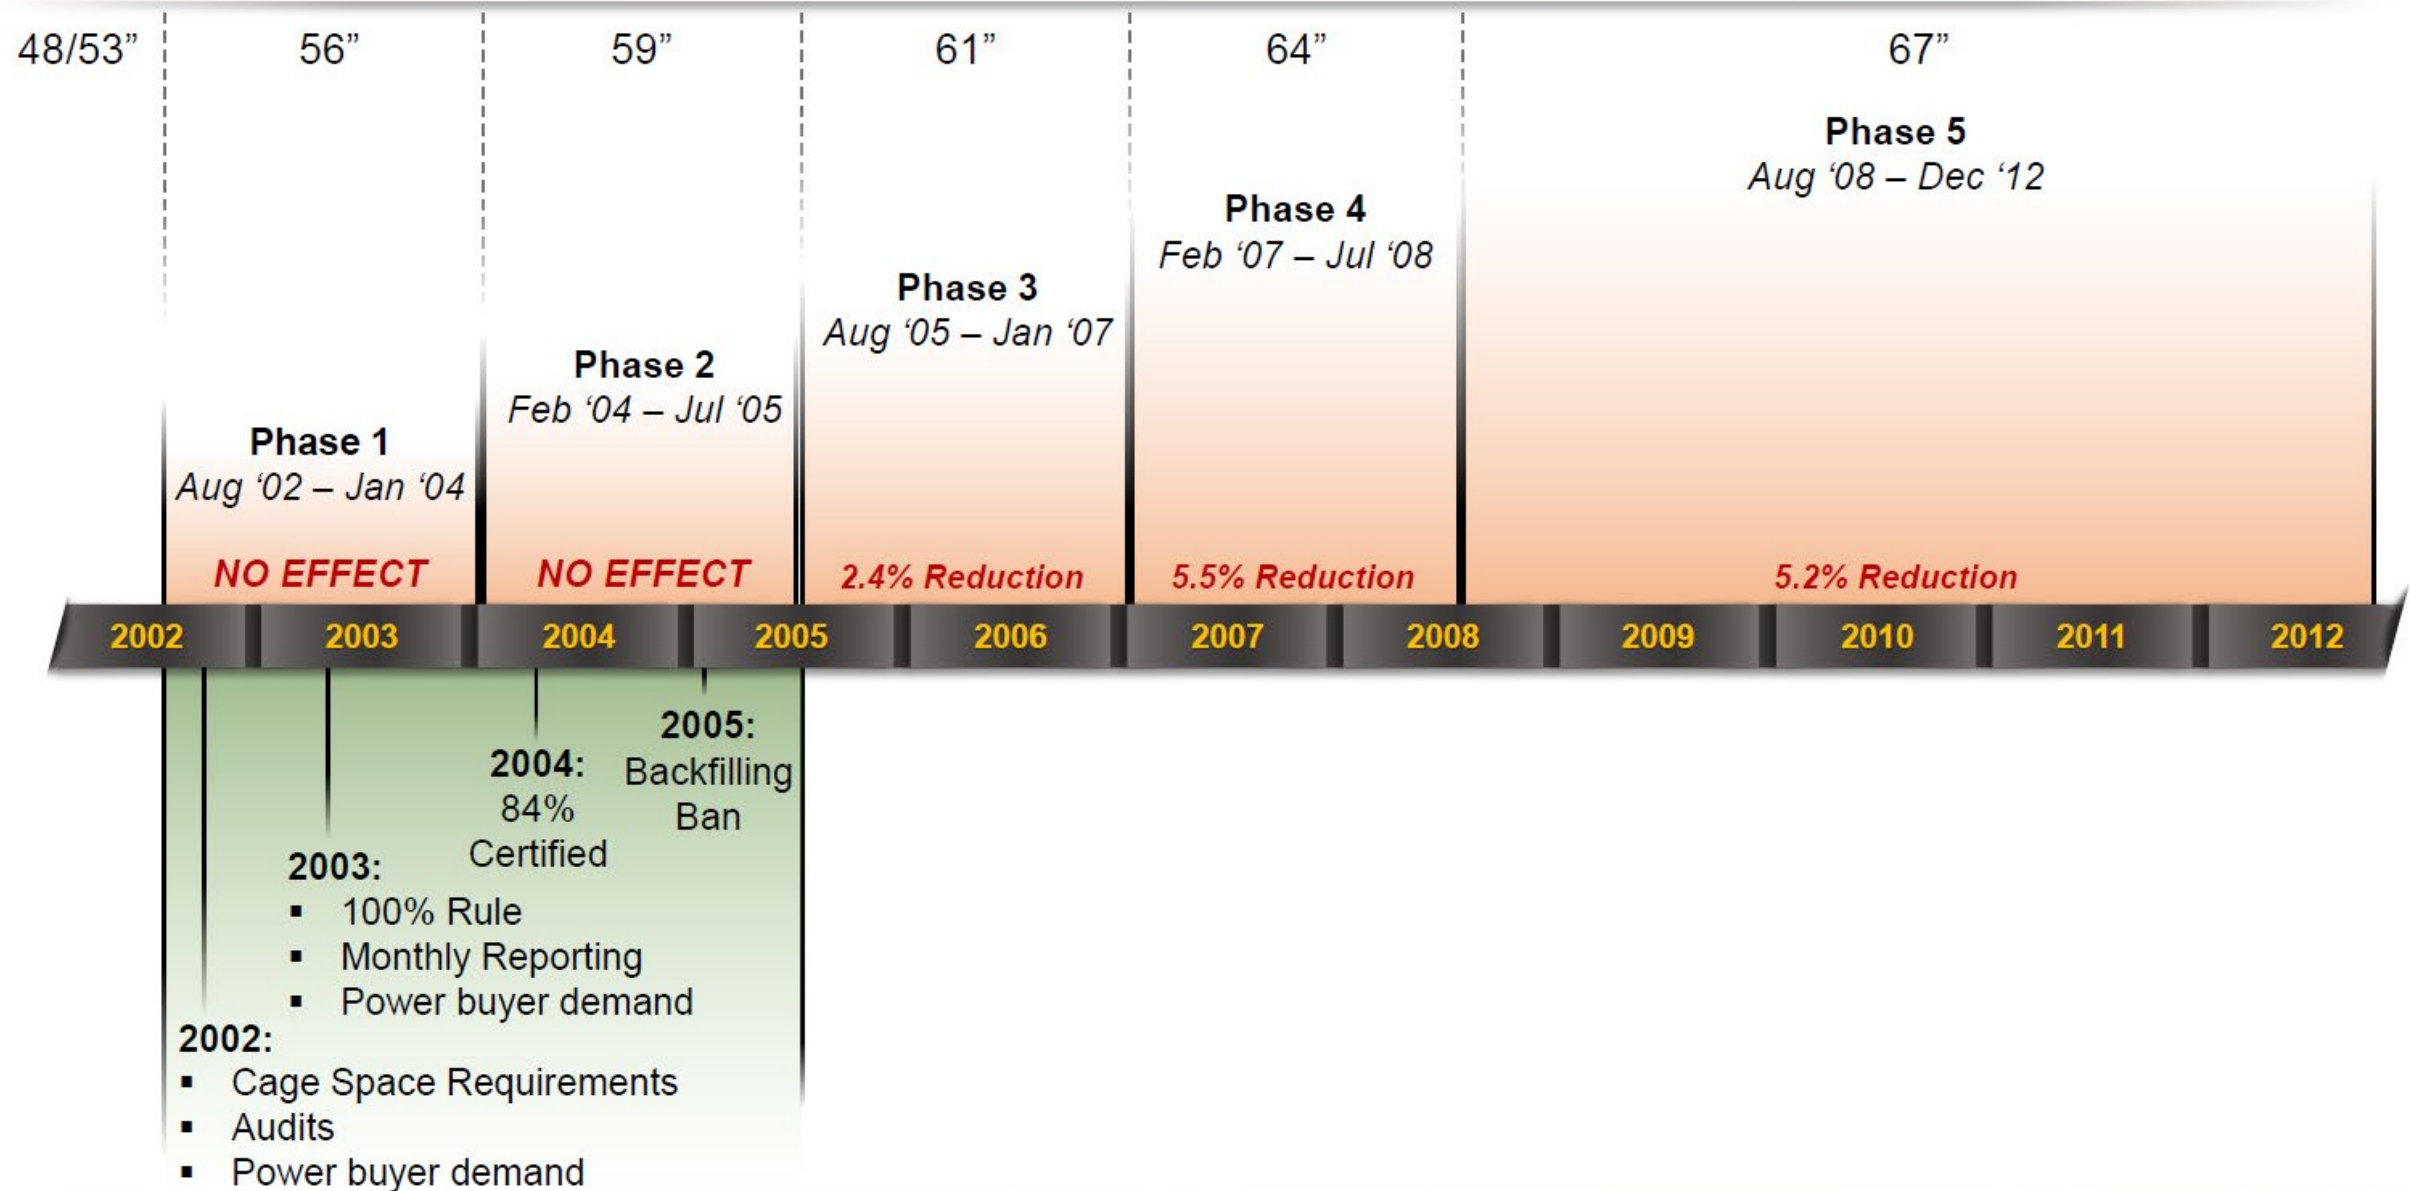 48/53”
56”
59”
61”
64”
67”
Phase 5
Aug ‘08 – Dec ‘12
Phase 4
Feb ‘07 – Jul ‘08
Phase 3
Aug ‘05 – Jan ‘07
Phase 2
Feb ‘04 – Jul ‘05
Phase 1
Aug ‘02 – Jan ‘04
NO EFFECT
NO EFFECT
2.4% Reduction
5.5% Reduction
5.2% Reduction
2002
2003
2004
2005
2006
2007
2008
2009
2010
2011
2012
2005:
Backfilling
Ban
2004:
84%
Certified
2003:
▪ 100% Rule
▪ Monthly Reporting
▪ Power buyer demand
2002:
▪ Cage Space Requirements
▪ Audits
▪ Power buyer demand